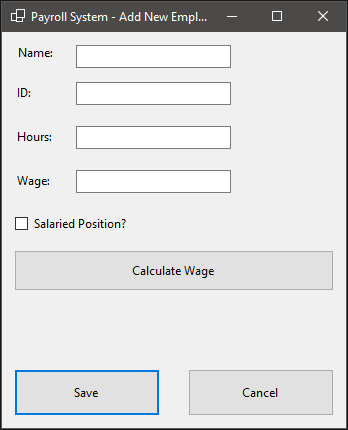 Payroll System - Add New Empl...
Name:
ID:
Hours:
Wage:
Salaried Position?
Calculate Wage
Save Cancel